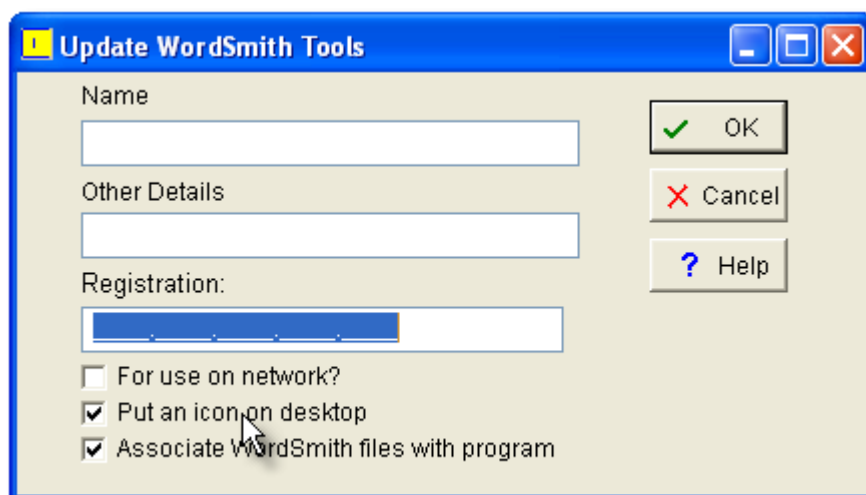 Update WordSmith Tools
Name
OK
Other Details
Cancel
Registration:
Help
For use on network?
Put an icon on desktop
Associate WordSmith files with program